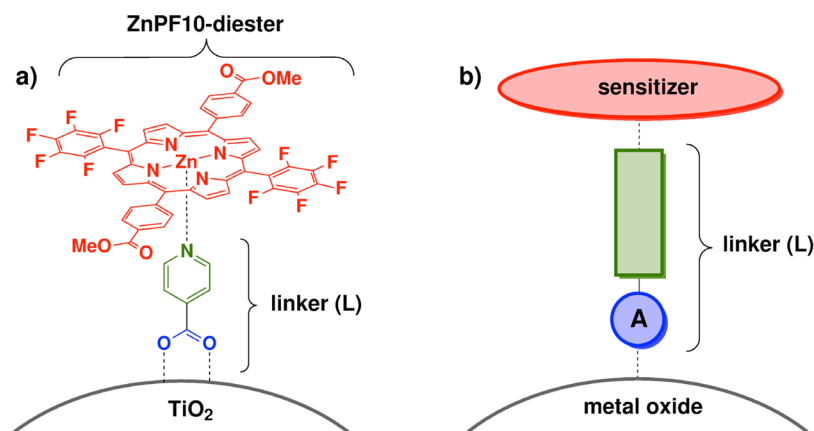 ZnPF10-diester
a)
O
OMe
F
F
F
F
F
N
Zn
N
N
N
F
F
F
F
F
MeO
O
N
O
O
linker (L)
TiO2
b)
sensitizer
A
linker (L)
metal oxide